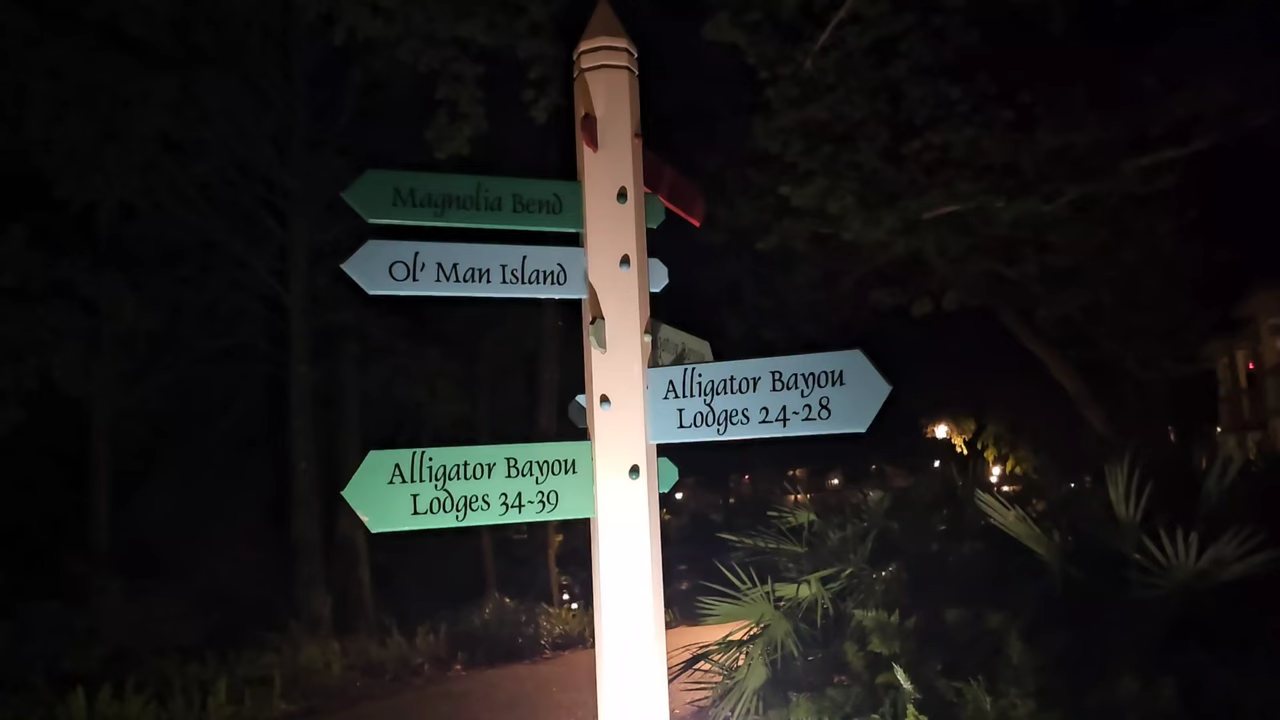 Magnolia Bend
Ol' Man Island
Alligator Bayou
Lodges 24-28
Alligator Bayou
Lodges 34-39